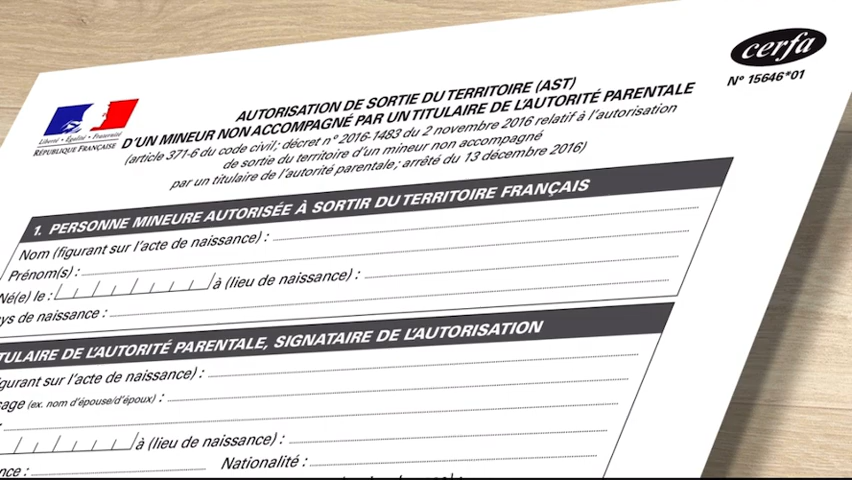 cerfa
N° 15646*01
AUTORISATION DE SORTIE DU TERRITOIRE (AST)
D'UN MINEUR NON ACCOMPAGNÉ PAR UN TITULAIRE DE L'AUTORITÉ PARENTALE
(article 371-6 du code civil; décret n° 2016-1483 du 2 novembre 2016 relatif à l'autorisation
de sortie du territoire d'un mineur non accompagné
par un titulaire de l'autorité parentale; arrêté du 13 décembre 2016)
Liberté • Égalité • Fraternité
RÉPUBLIQUE FRANÇAISE
1. PERSONNE MINEURE AUTORISÉE À SORTIR DU TERRITOIRE FRANÇAIS
Nom (figurant sur l'acte de naissance) :
Prénom(s) :
Né(e) le : à (lieu de naissance) :
ays de naissance :
TULAIRE DE L'AUTORITÉ PARENTALE, SIGNATAIRE DE L'AUTORISATION
figurant sur l'acte de naissance) :
sage (ex. nom d'épouse/d'époux) :
à (lieu de naissance) :
ance : Nationalité :